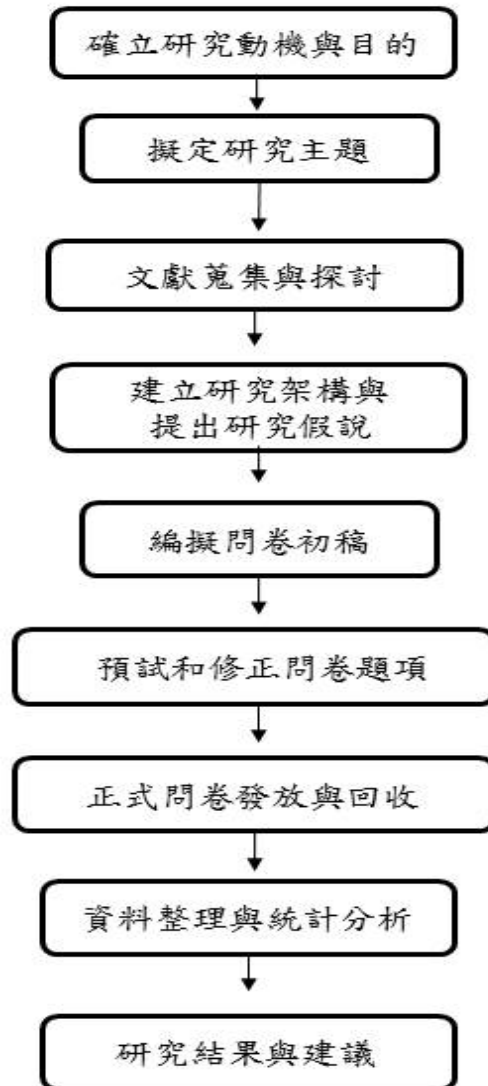 確立研究動機與目的
擬定研究主題
文獻蒐集與探討
建立研究架構與
提出研究假說
編擬問卷初稿
預試和修正問卷題項
正式問卷發放與回收
資料整理與統計分析
研究結果與建議